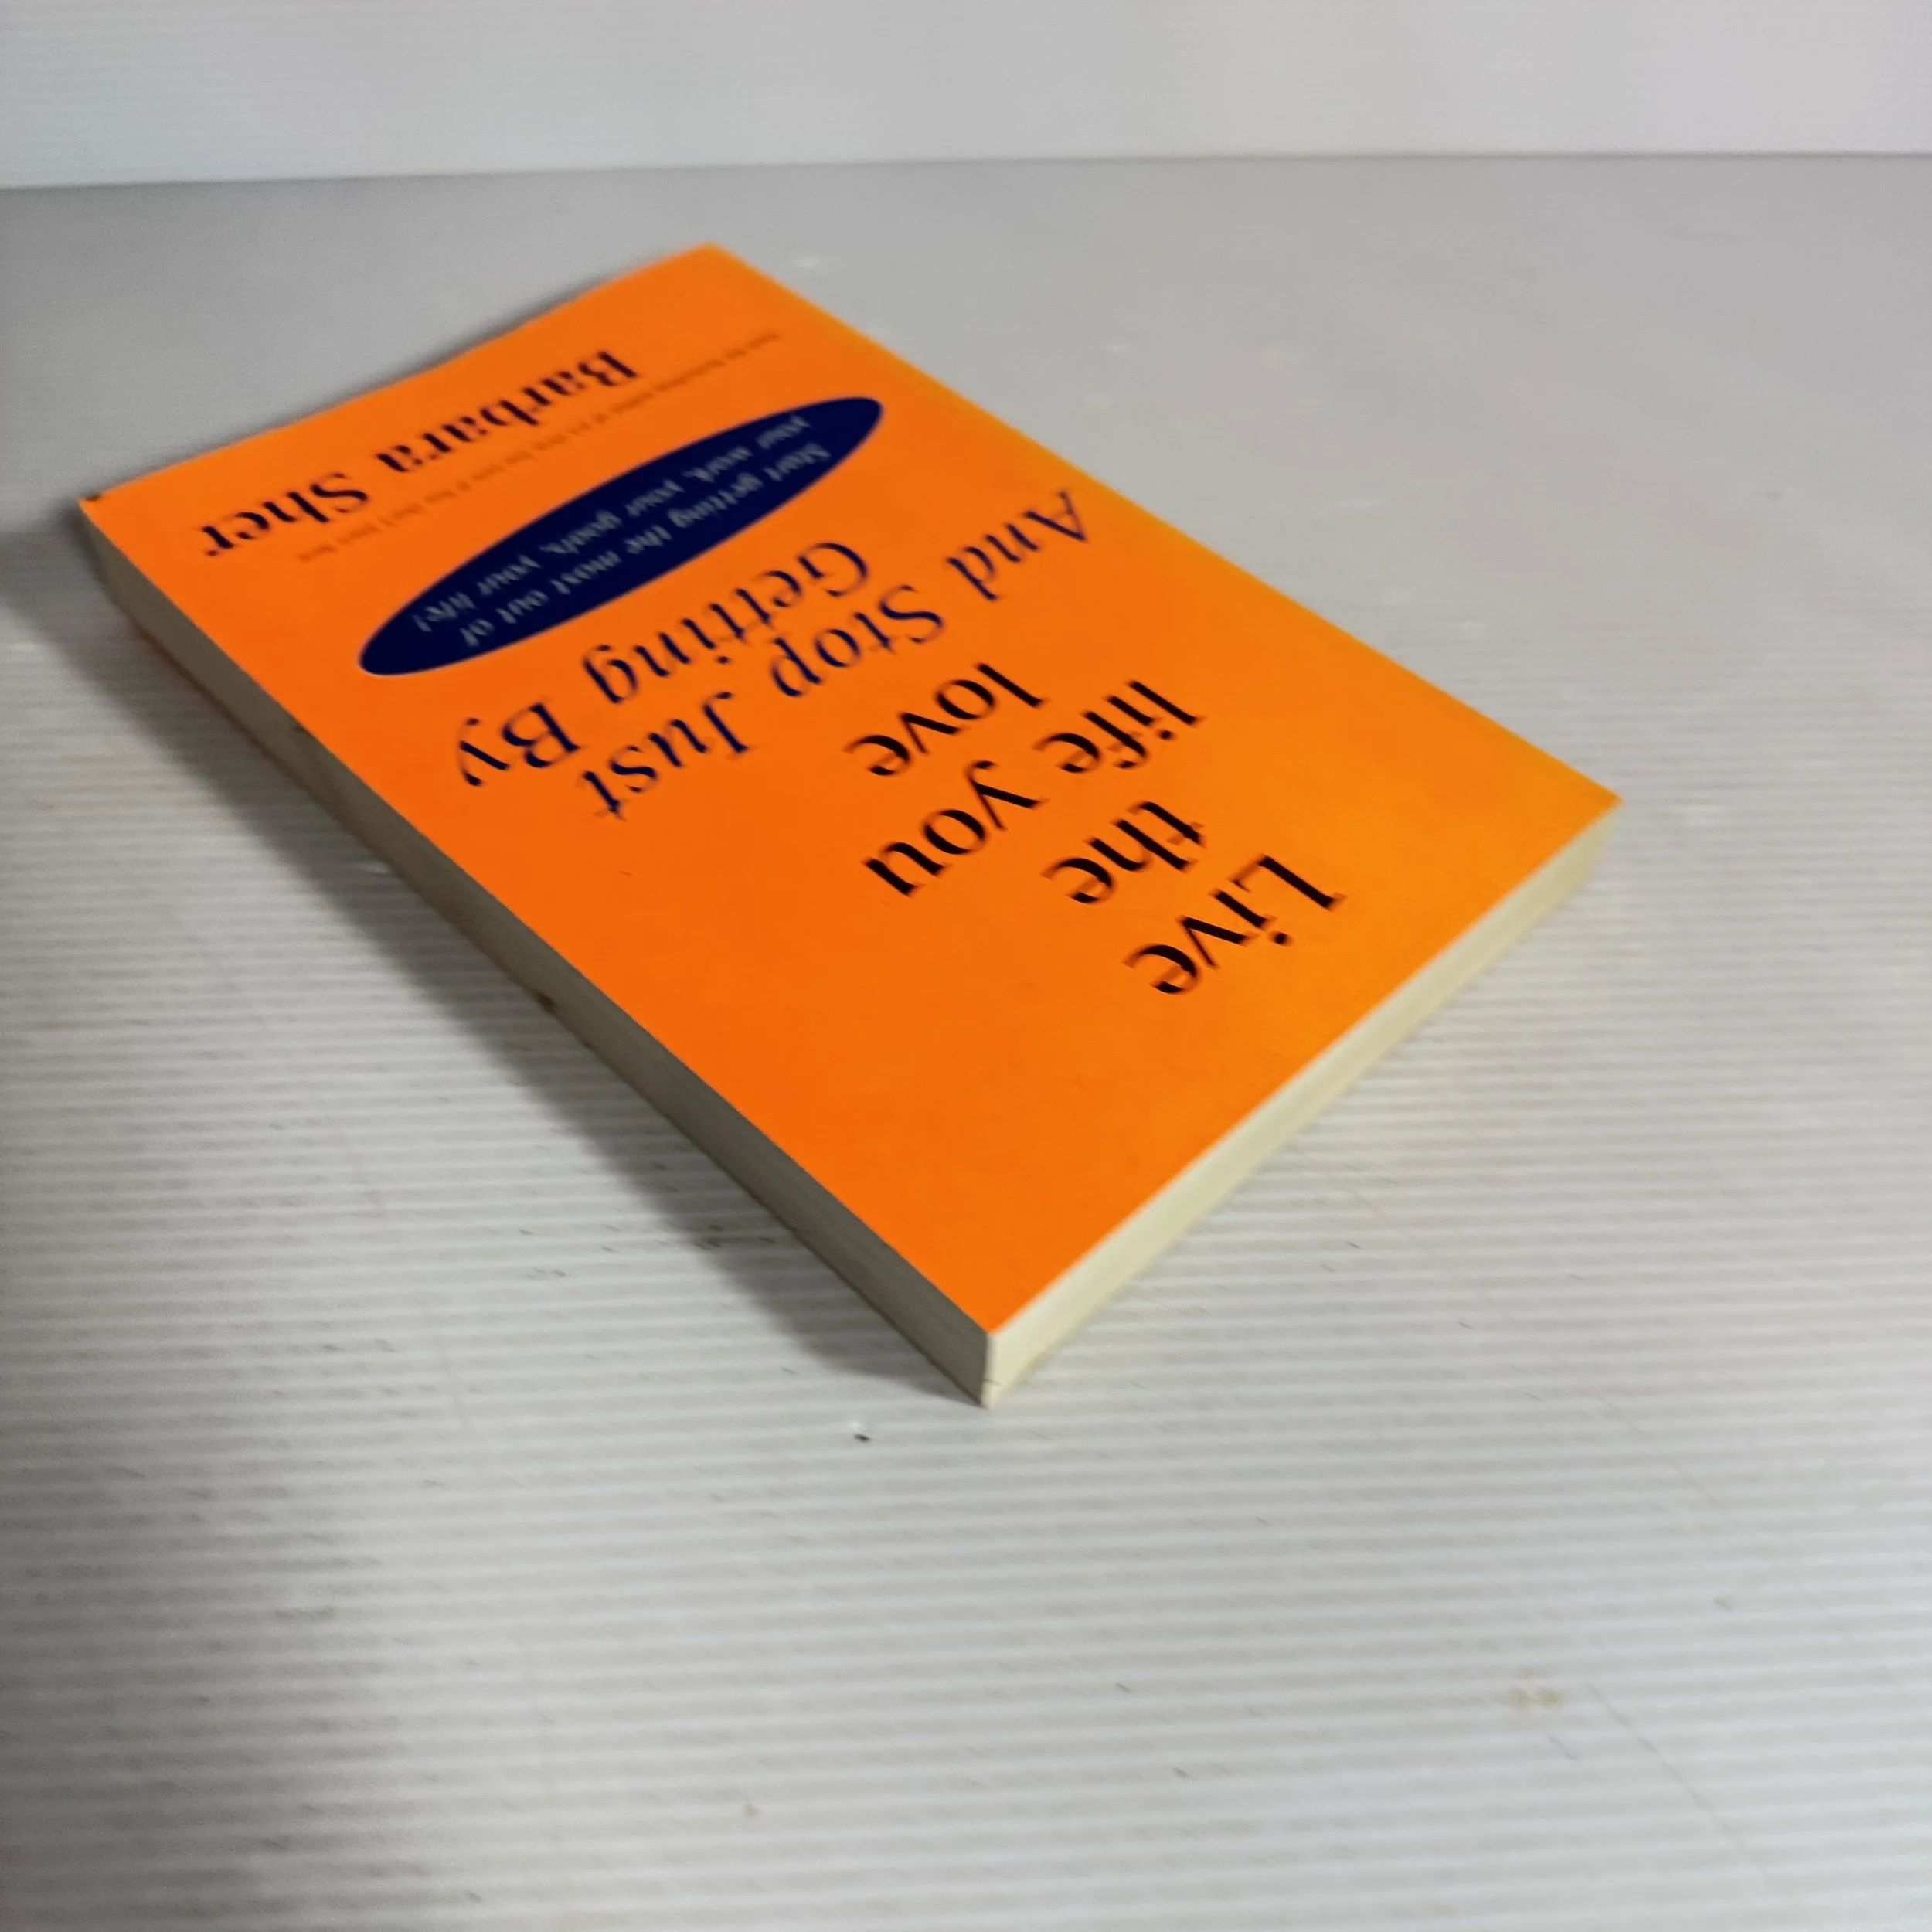 Live
the
life you
love
And Stop Just
Getting By
Start getting the most out of
your work, your goals, your life!
Barbara Sher